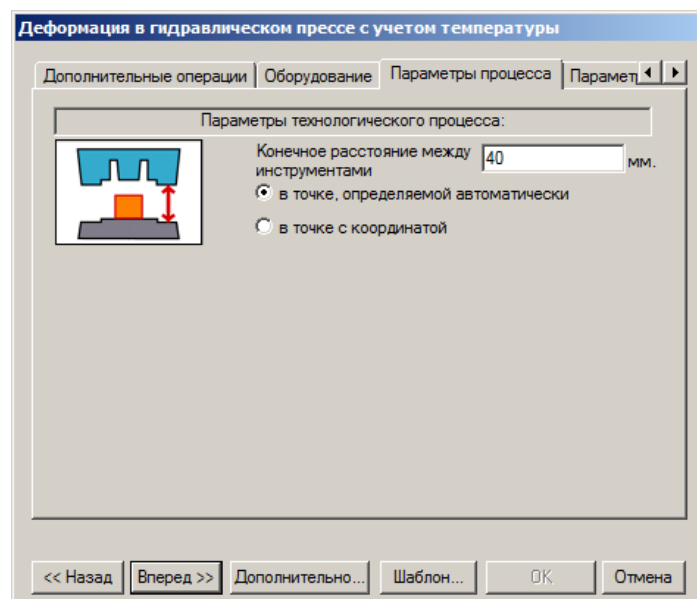 Деформация в гидравлическом прессе с учетом температуры
Дополнительные операции Оборудование Параметры процесса Парамет
Параметры технологического процесса:
Конечное расстояние между
инструментами
40 мм.
в точке, определяемой автоматически
в точке с координатой
<< Назад Вперед >> Дополнительно... Шаблон... OK Отмена